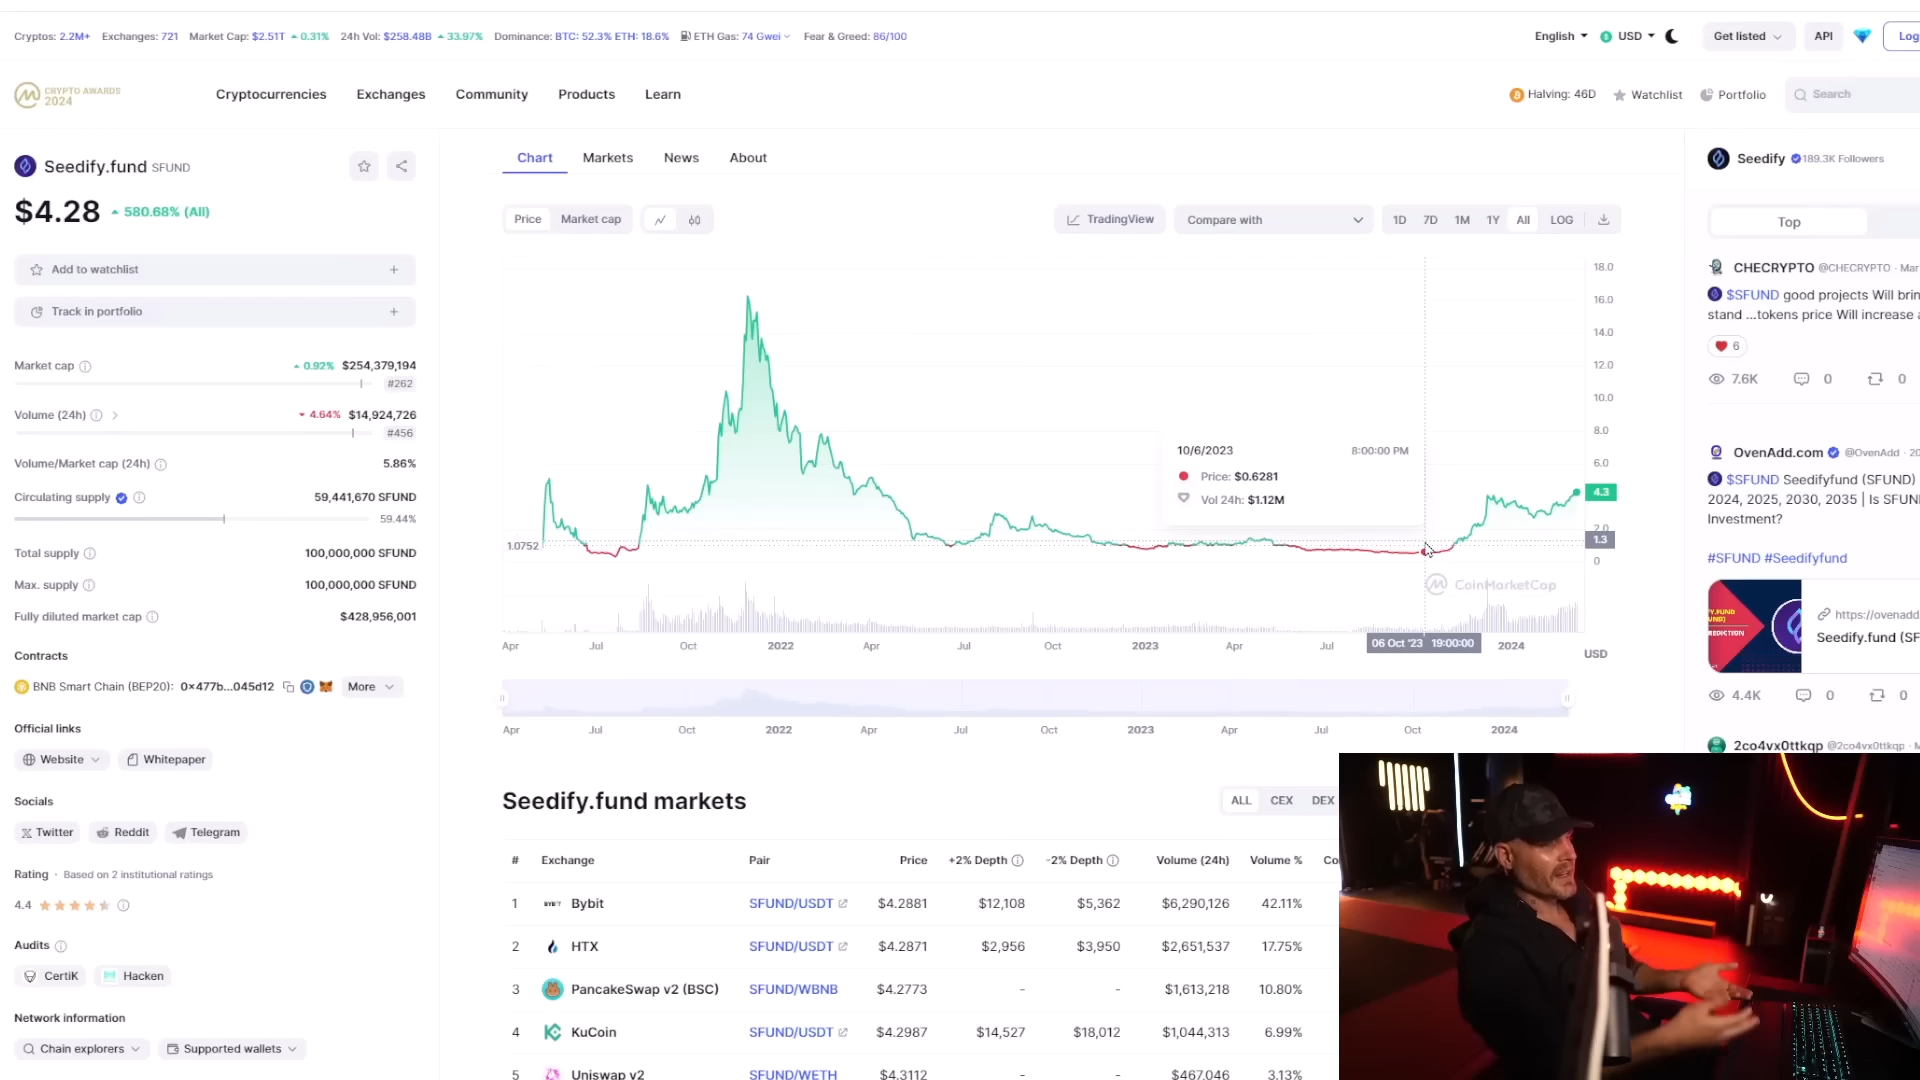 Cryptos: 2.2M+ Exchanges: 721 Market Cap: $2.51T 0.31% 24h Vol: $258.48B 33.97% Dominance: BTC: 52.3% ETH: 18.6% ETH Gas: 74 Gwei Fear & Greed: 86/100
English USD Get listed API Log
CRYPTO AWARDS
2024
Cryptocurrencies Exchanges Community Products Learn
Halving: 46D Watchlist Portfolio Search
Seedify.fund SFUND
$4.28 580.68% (All)
Add to watchlist +
Track in portfolio +
Market cap 0.92% $254,379,194
#262
Volume (24h) 4.64% $14,924,726
#456
Volume/Market cap (24h) 5.86%
Circulating supply 59,441,670 SFUND
59.44%
Total supply 100,000,000 SFUND
Max. supply 100,000,000 SFUND
Fully diluted market cap $428,956,001
Contracts
BNB Smart Chain (BEP20): 0x477b...045d12 More
Official links
Website Whitepaper
Socials
Twitter Reddit Telegram
Rating · Based on 2 institutional ratings
4.4
Audits
CertiK Hacken
Network information
Chain explorers Supported wallets
Chart Markets News About
Price Market cap TradingView Compare with 1D 7D 1M 1Y All LOG
18.0
16.0
14.0
12.0
10.0
8.0
6.0
4.3
2.0
1.3
0
1.0752
10/6/2023 8:00:00 PM
Price: $0.6281
Vol 24h: $1.12M
CoinMarketCap
Apr Jul Oct 2022 Apr Jul Oct 2023 Apr Jul 06 Oct '23 19:00:00 2024
USD
Apr Jul Oct 2022 Apr Jul Oct 2023 Apr Jul Oct 2024
Seedify.fund markets ALL CEX DEX
# Exchange Pair Price +2% Depth -2% Depth Volume (24h) Volume % Co
1 Bybit SFUND/USDT $4.2881 $12,108 $5,362 $6,290,126 42.11%
2 HTX SFUND/USDT $4.2871 $2,956 $3,950 $2,651,537 17.75%
3 PancakeSwap v2 (BSC) SFUND/WBNB $4.2773 - - $1,613,218 10.80%
4 KuCoin SFUND/USDT $4.2987 $14,527 $18,012 $1,044,313 6.99%
5 Uniswap v2 SFUND/WETH $4.3112 - - $467,046 3.13%
Seedify 189.3K Followers
Top
CHECRYPTO @CHECRYPTO · Mar
$SFUND good projects Will brin
stand ...tokens price Will increase a
6
7.6K 0 0
OvenAdd.com @OvenAdd · 20
$SFUND Seedifyfund (SFUND)
2024, 2025, 2030, 2035 | Is SFUN
Investment?
#SFUND #Seedifyfund
https://ovenadd.
Seedify.fund (SF
4.4K 0 0
2co4vx0ttkqp @2co4vx0ttkqp · M